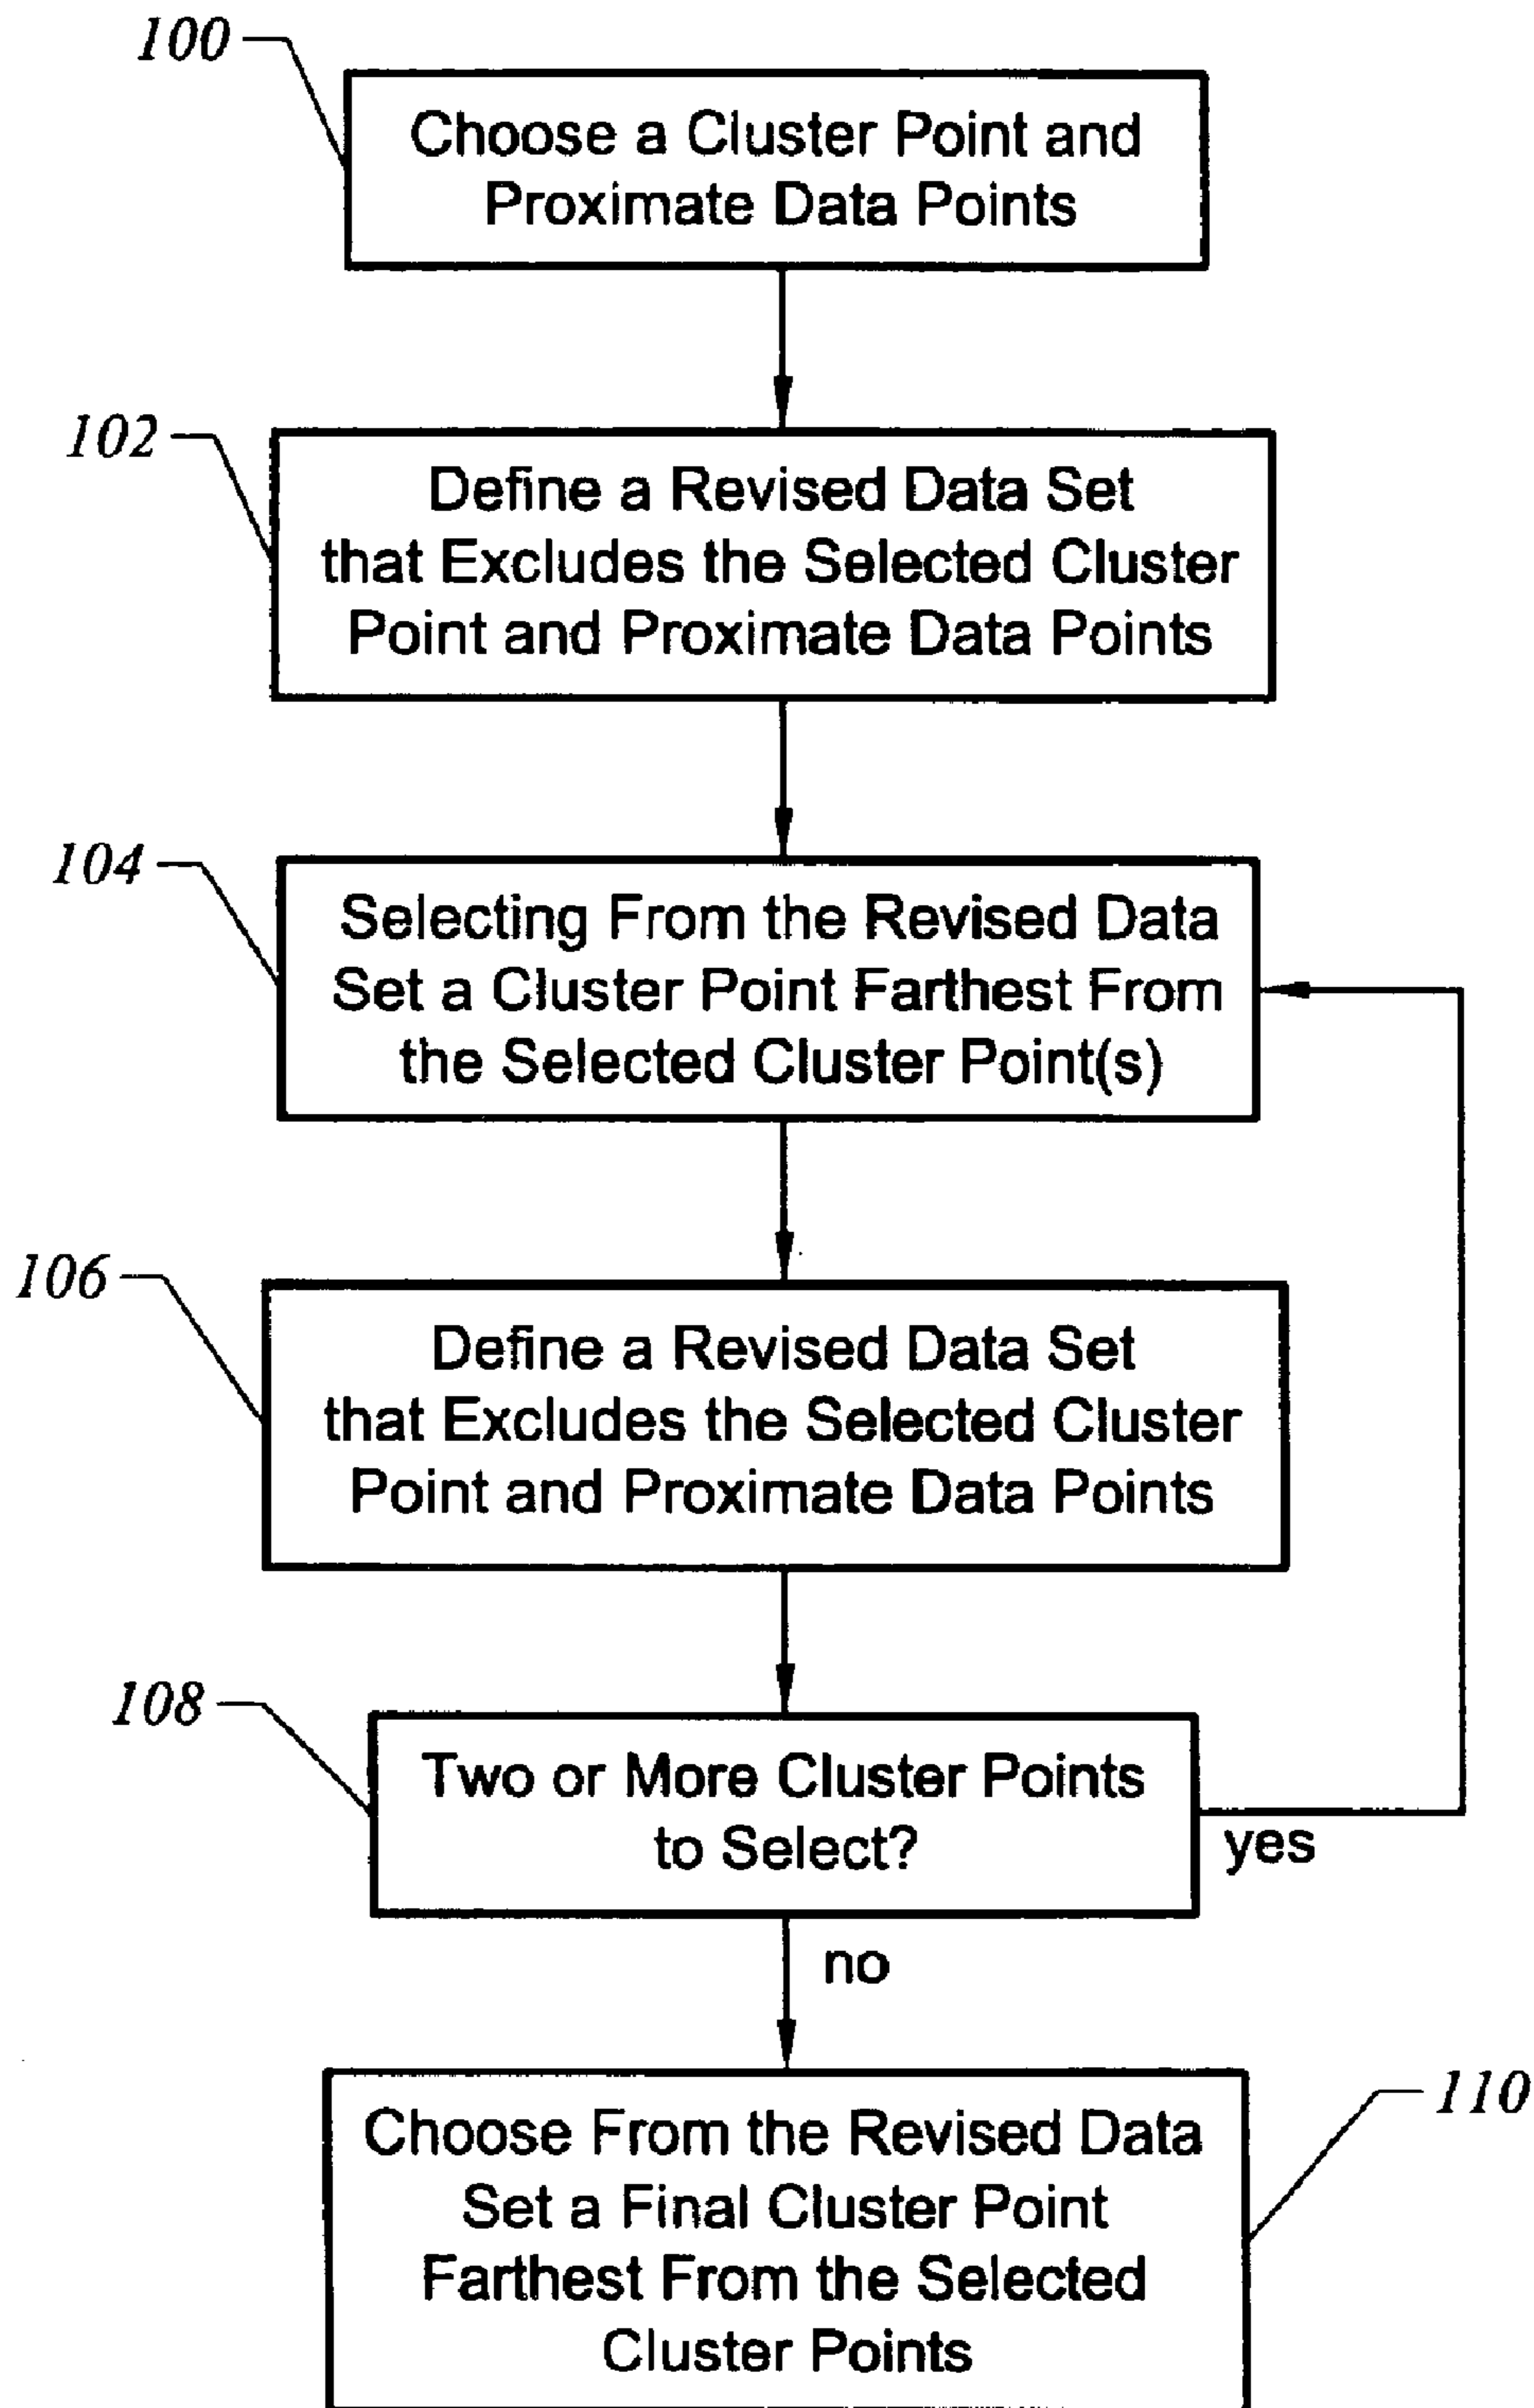 100
Choose a Cluster Point and
Proximate Data Points
102
Define a Revised Data Set
that Excludes the Selected Cluster
Point and Proximate Data Points
104
Selecting From the Revised Data
Set a Cluster Point Farthest From
the Selected Cluster Point(s)
106
Define a Revised Data Set
that Excludes the Selected Cluster
Point and Proximate Data Points
108
Two or More Cluster Points
to Select?
yes
no
110
Choose From the Revised Data
Set a Final Cluster Point
Farthest From the Selected
Cluster Points